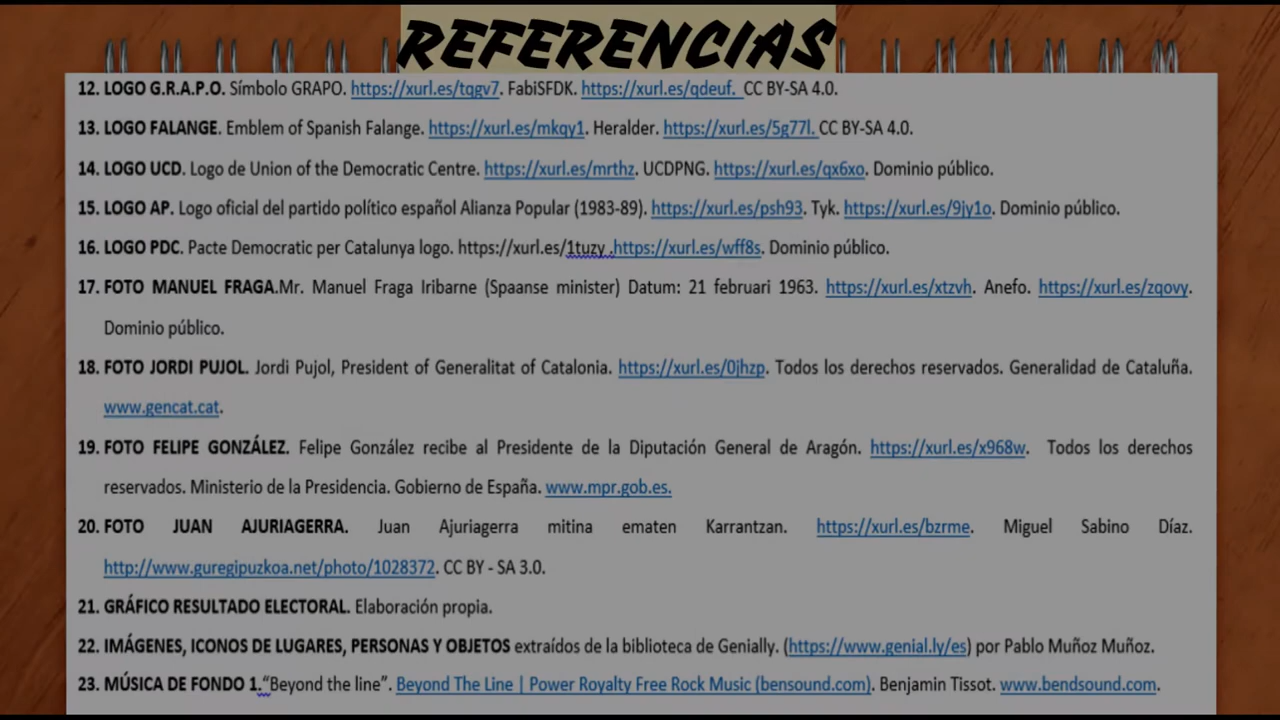 REFERENCIAS
12. LOGO G.R.A.P.O. Símbolo GRAPO. https://xurl.es/tqgv7. FabiSFDK. https://xurl.es/qdeuf. CC BY-SA 4.0.
13. LOGO FALANGE. Emblem of Spanish Falange. https://xurl.es/mkqy1. Heralder. https://xurl.es/5g77l. CC BY-SA 4.0.
14. LOGO UCD. Logo de Union of the Democratic Centre. https://xurl.es/mrthz. UCDPNG. https://xurl.es/qx6xo. Dominio público.
15. LOGO AP. Logo oficial del partido político español Alianza Popular (1983-89). https://xurl.es/psh93. Tyk. https://xurl.es/9jy1o. Dominio público.
16. LOGO PDC. Pacte Democratic per Catalunya logo. https://xurl.es/1tuzy .https://xurl.es/wff8s. Dominio público.
17. FOTO MANUEL FRAGA.Mr. Manuel Fraga Iribarne (Spaanse minister) Datum: 21 februari 1963. https://xurl.es/xtzvh. Anefo. https://xurl.es/zqovy.
Dominio público.
18. FOTO JORDI PUJOL. Jordi Pujol, President of Generalitat of Catalonia. https://xurl.es/0jhzp. Todos los derechos reservados. Generalidad de Cataluña.
www.gencat.cat.
19. FOTO FELIPE GONZÁLEZ. Felipe González recibe al Presidente de la Diputación General de Aragón. https://xurl.es/x968w. Todos los derechos
reservados. Ministerio de la Presidencia. Gobierno de España. www.mpr.gob.es.
20. FOTO JUAN AJURIAGERRA. Juan Ajuriagerra mitina ematen Karrantzan. https://xurl.es/bzrme. Miguel Sabino Díaz.
http://www.guregipuzkoa.net/photo/1028372. CC BY - SA 3.0.
21. GRÁFICO RESULTADO ELECTORAL. Elaboración propia.
22. IMÁGENES, ICONOS DE LUGARES, PERSONAS Y OBJETOS extraídos de la biblioteca de Genially. (https://www.genial.ly/es) por Pablo Muñoz Muñoz.
23. MÚSICA DE FONDO 1.“Beyond the line”. Beyond The Line | Power Royalty Free Rock Music (bensound.com). Benjamin Tissot. www.bendsound.com.